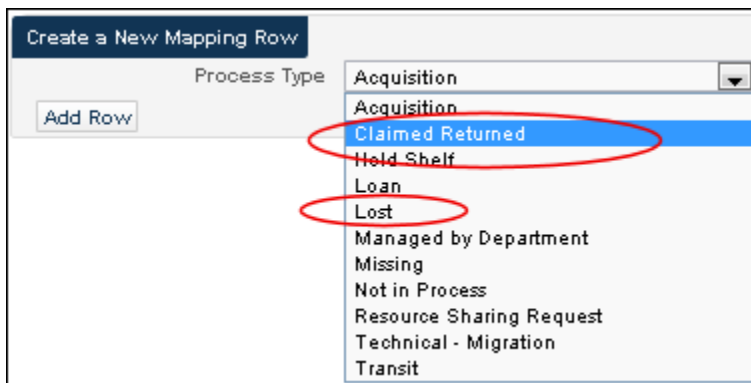 Create a New Mapping Row
Process Type Acquisition
Add Row
Acquisition
Claimed Returned
Hold Shelf
Loan
Lost
Managed by Department
Missing
Not in Process
Resource Sharing Request
Technical - Migration
Transit